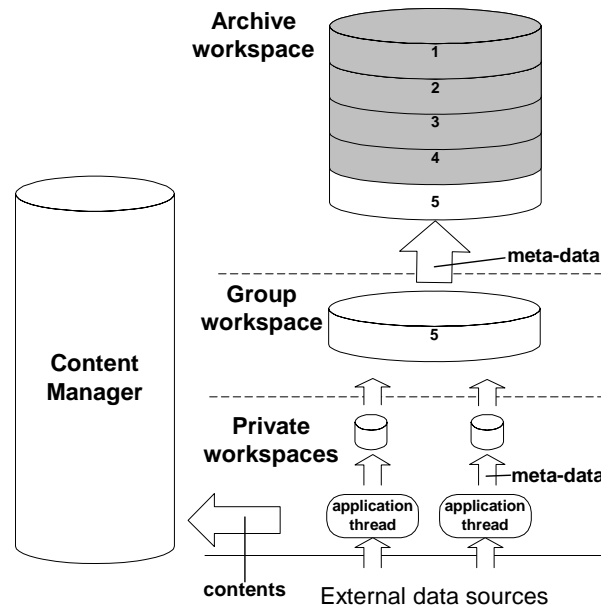 Archive
workspace
1
2
3
4
5
meta-data
Group
workspace
5
Content
Manager
Private
workspaces
meta-data
application
thread
application
thread
contents
External data sources